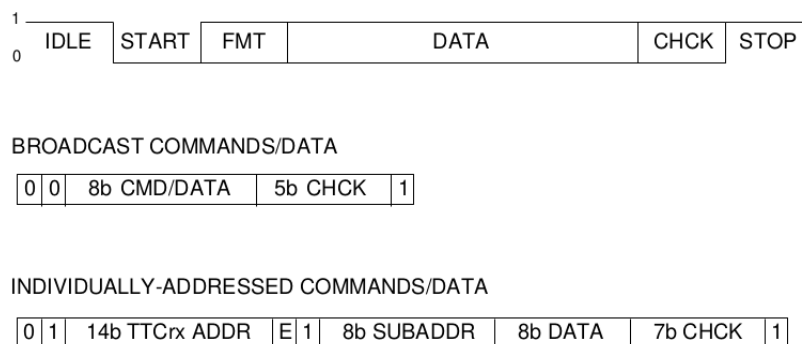 1
IDLE START FMT DATA CHCK STOP
0
BROADCAST COMMANDS/DATA
0 0 8b CMD/DATA 5b CHCK 1
INDIVIDUALLY-ADDRESSED COMMANDS/DATA
0 1 14b TTCrx ADDR E 1 8b SUBADDR 8b DATA 7b CHCK 1